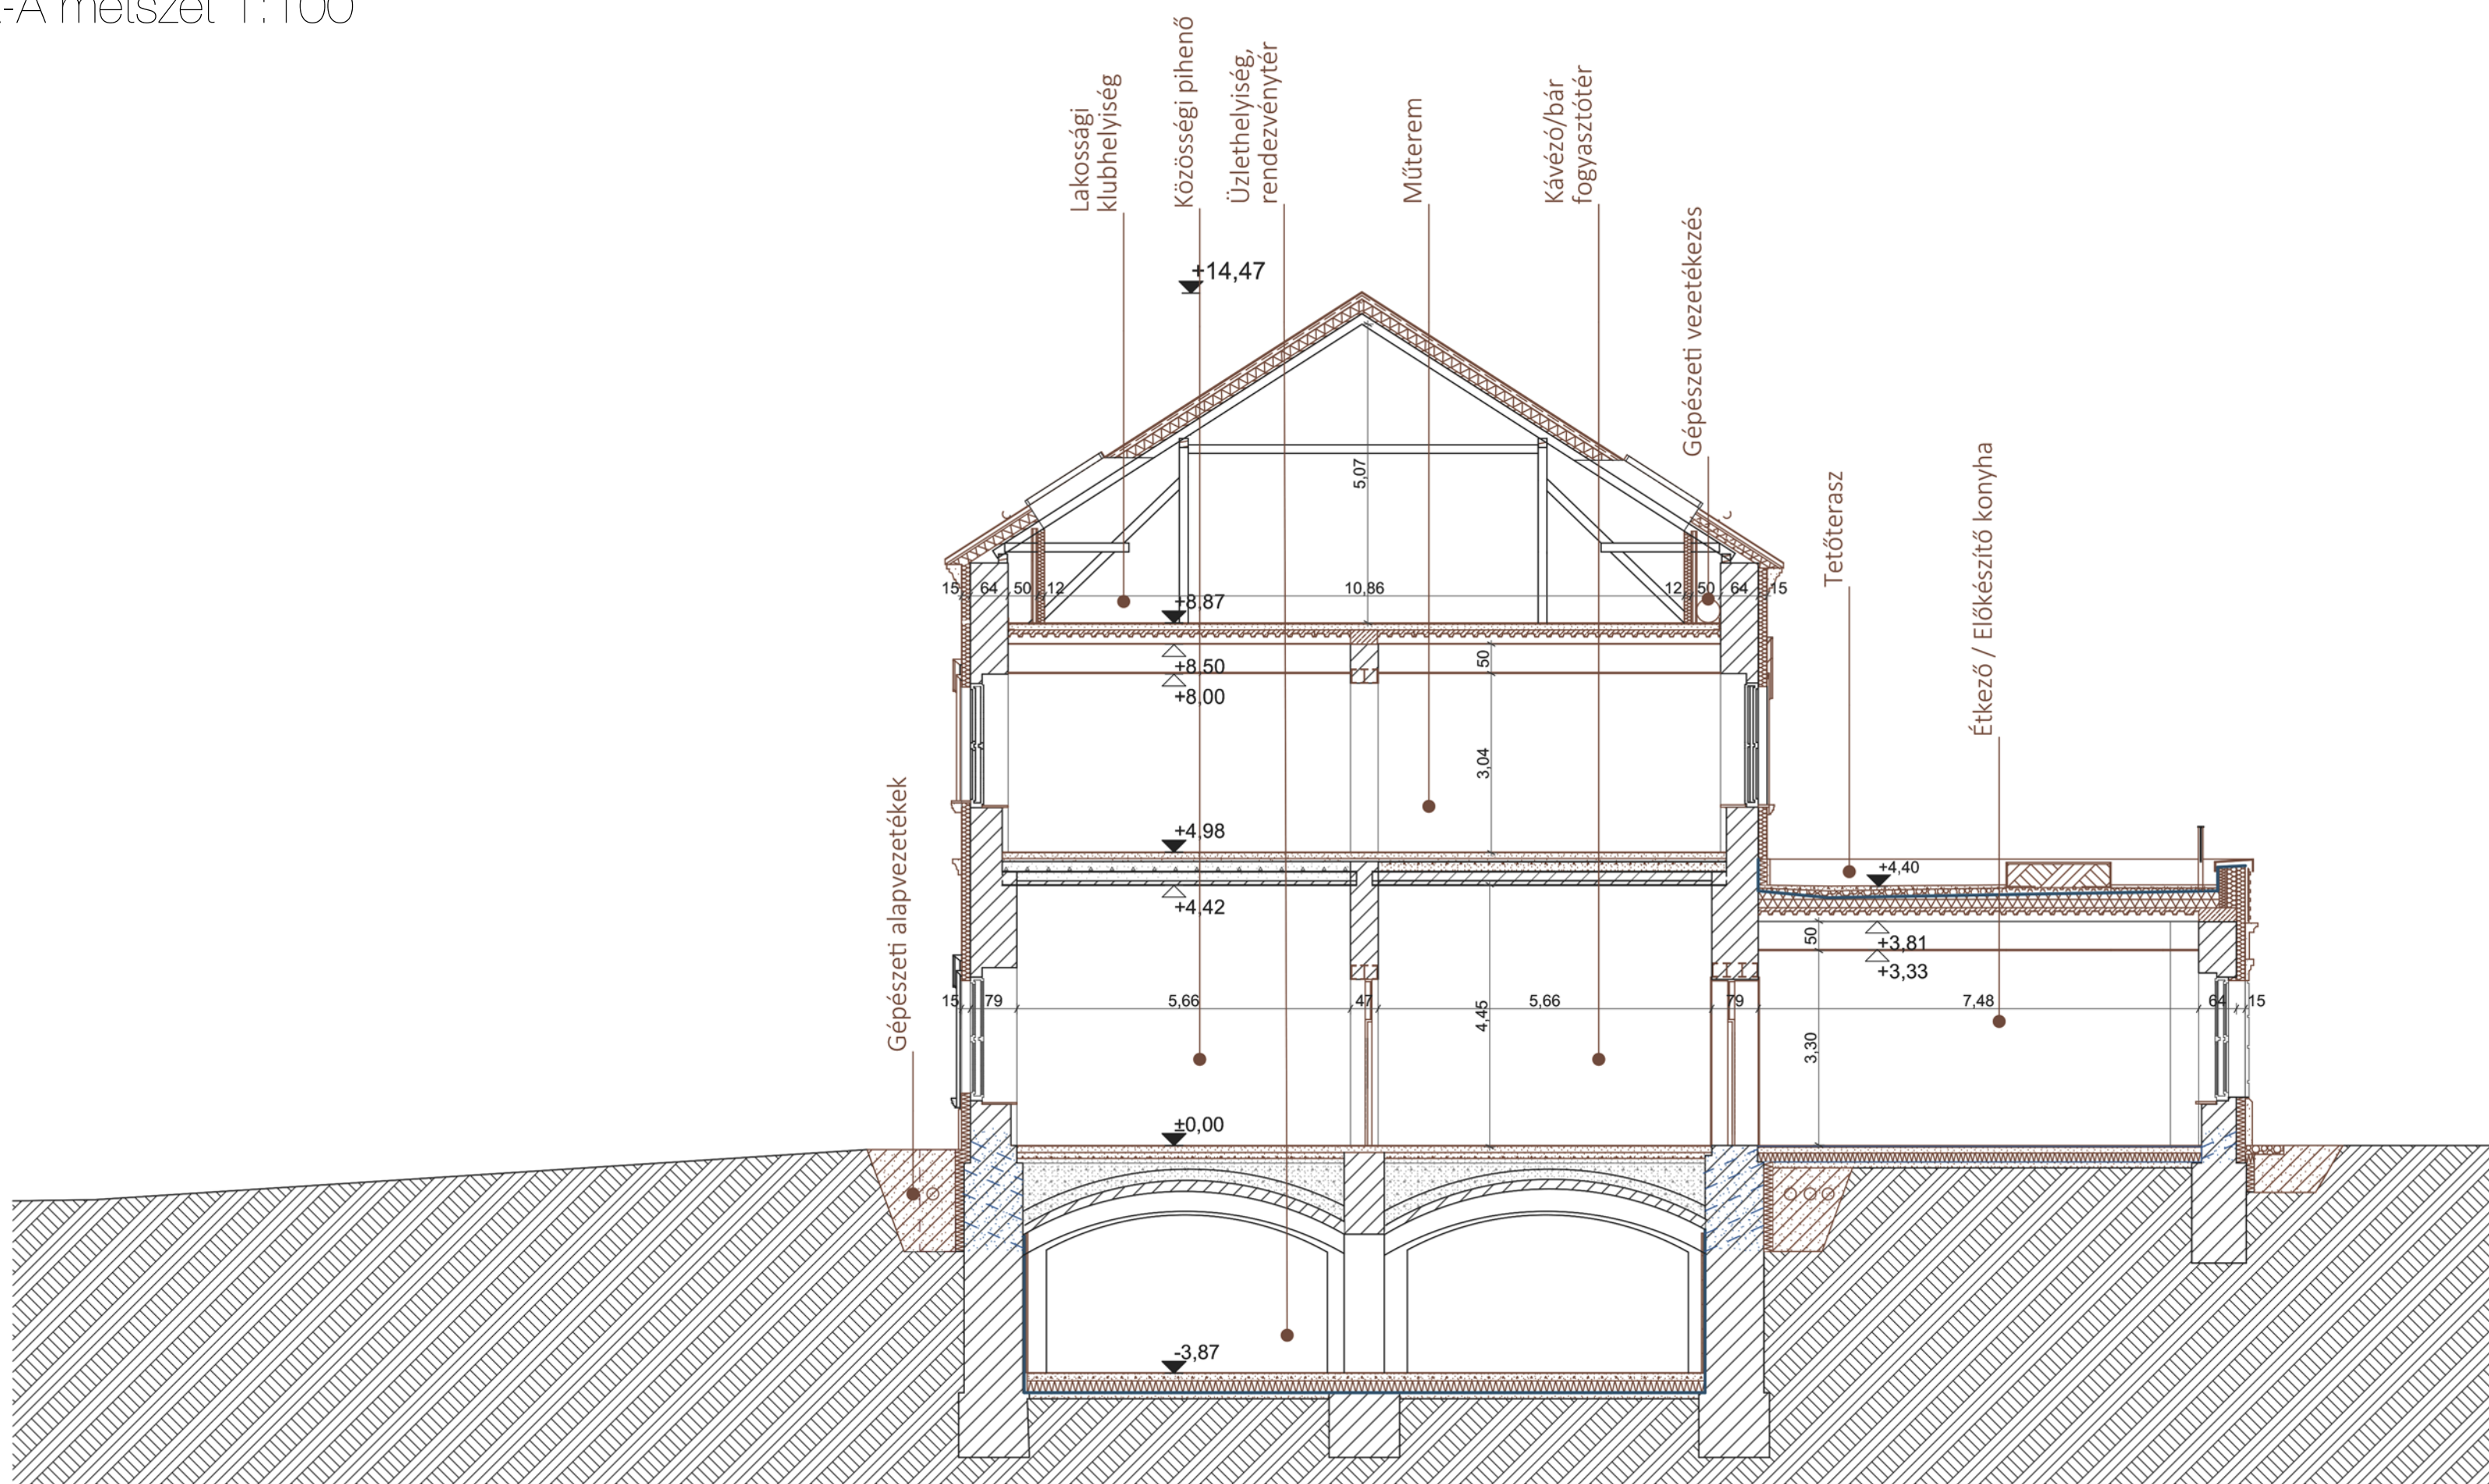 -A metszet 1:100
Lakossági
klubhelyiség
Közösségi pihenő
Üzlethelyiség,
rendezvénytér
Műterem
Kávézó/bár
fogyasztótér
Gépészeti vezetékezés
Tetőterasz
Étkező / Előkészítő konyha
Gépészeti alapvezetékek
+14,47
5,07
15 64 50 12 10,86 12 50 64 15
+8,87
+8,50
50
+8,00
3,04
+4,98
+4,40
+4,42
50
+3,81
+3,33
15 79 5,66 47 5,66 79 7,48 64 15
4,45
3,30
±0,00
-3,87